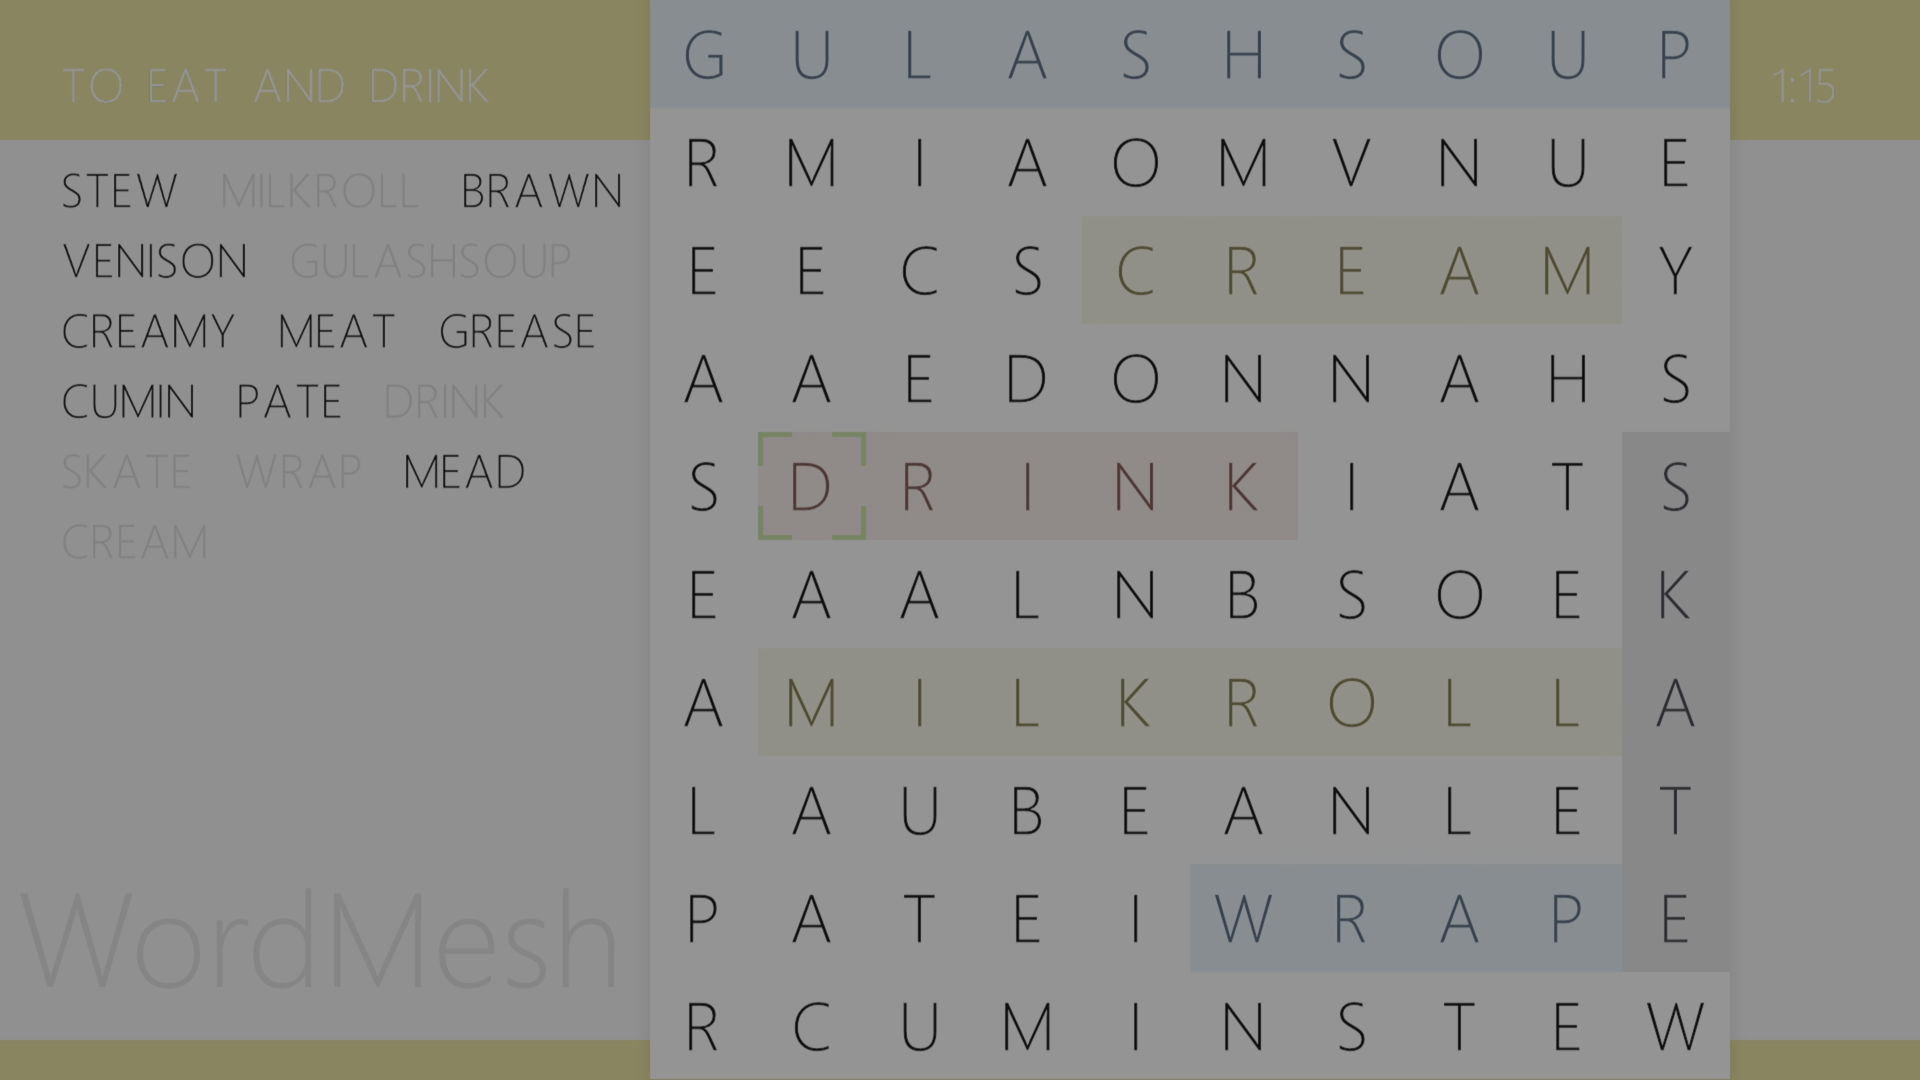 TO EAT AND DRINK
1:15
STEW MILKROLL BRAWN
VENISON GULASHSOUP
CREAMY MEAT GREASE
CUMIN PATE DRINK
SKATE WRAP MEAD
CREAM
WordMesh
G U L A S H S O U P
R M I A O M V N U E
E E C S C R E A M Y
A A E D O N N A H S
S D R I N K I A T S
E A A L N B S O E K
A M I L K R O L L A
L A U B E A N L E T
P A T E I W R A P E
R C U M I N S T E W